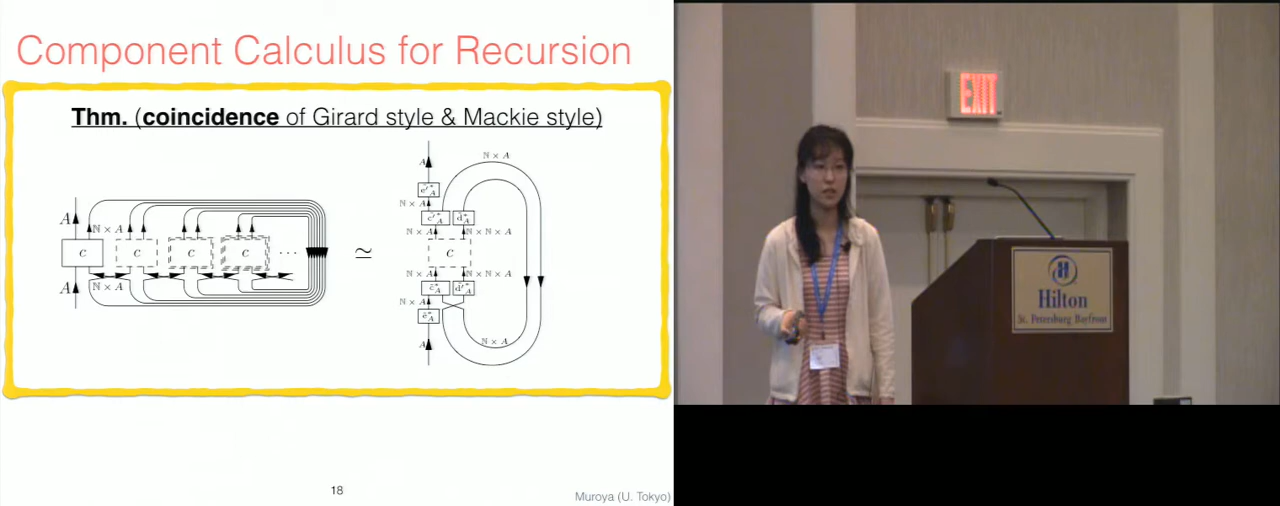 Component Calculus for Recursion
Thm. (coincidence of Girard style & Mackie style)
A
ℕ × A
c
c
c
c
...
A
ℕ × A
≃
A
ℕ × A
ℕ × A
ℕ × A
ℕ × N × A
c
ℕ × A
ℕ × N × A
ℕ × A
A
ℕ × A
18
Muroya (U. Tokyo)
EXIT
Hilton
St. Petersburg Bayfront